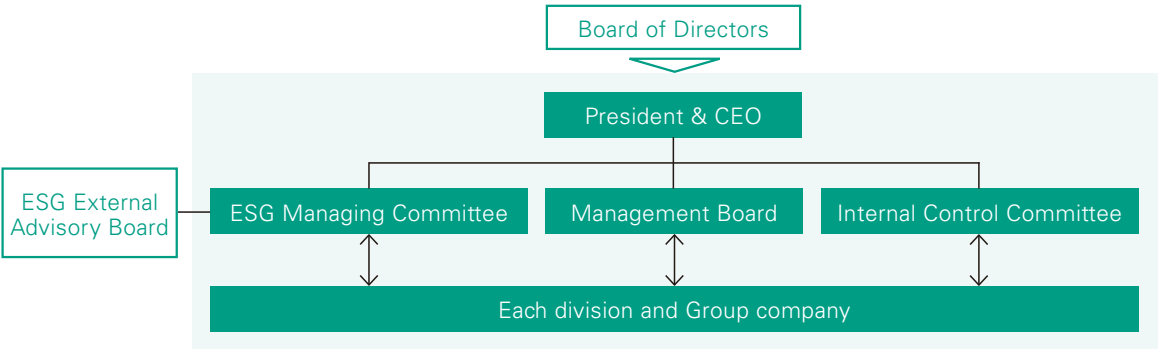 Board of Directors
President & CEO
ESG External
Advisory Board
ESG Managing Committee
Management Board
Internal Control Committee
Each division and Group company